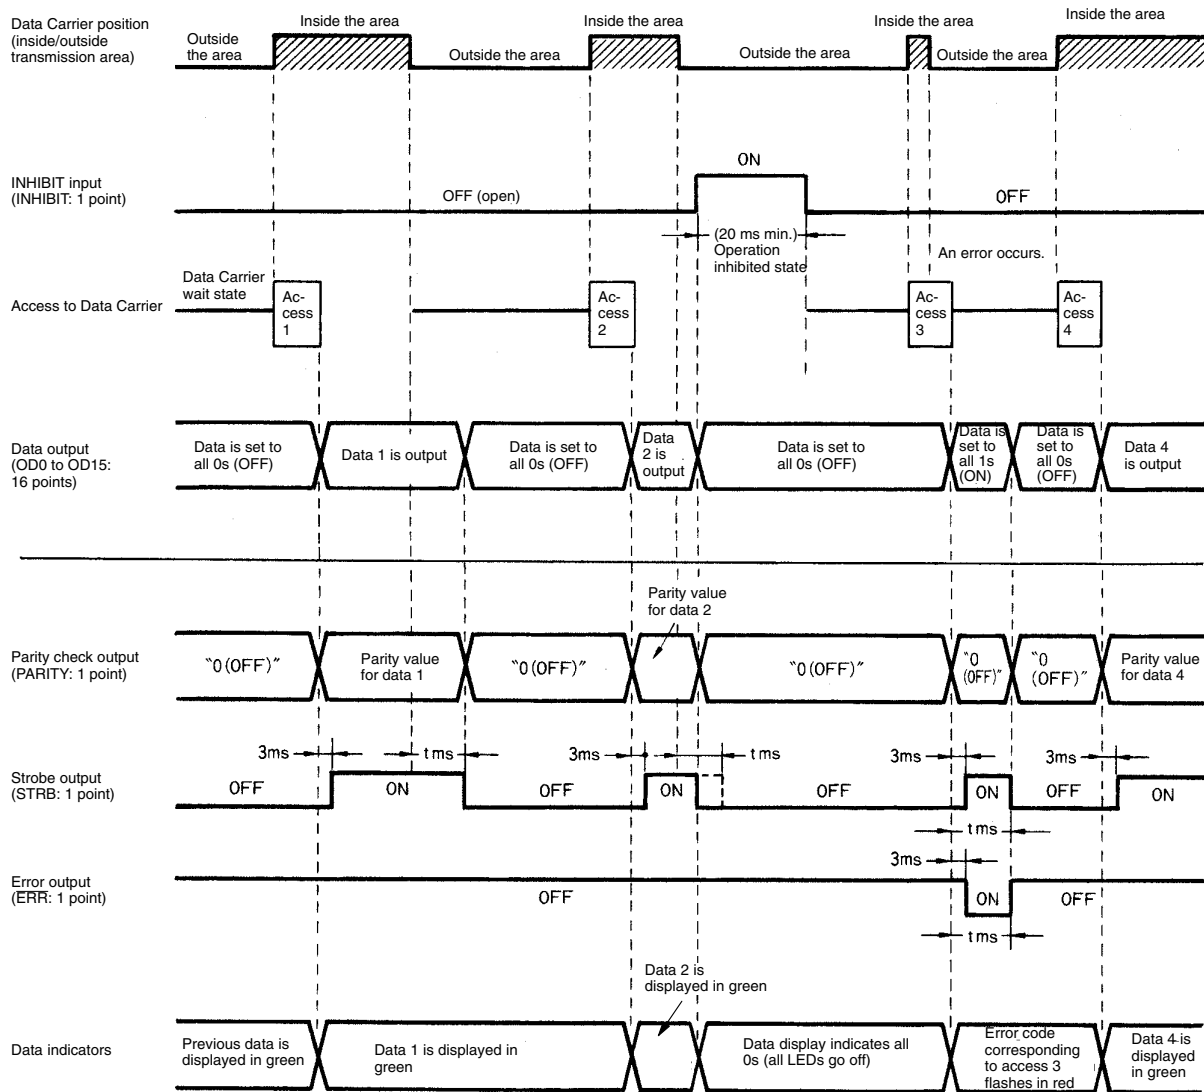 Data Carrier position
(inside/outside
transmission area)
Outside
the area
Inside the area
Outside the area
Inside the area
Outside the area
Inside the area
Outside the area
Inside the area
INHIBIT input
(INHIBIT: 1 point)
OFF (open)
ON
OFF
(20 ms min.)
Operation
inhibited state
An error occurs.
Access to Data Carrier
Data Carrier
wait state
Ac-
cess
1
Ac-
cess
2
Ac-
cess
3
Ac-
cess
4
Data output
(OD0 to OD15:
16 points)
Data is set to
all 0s (OFF)
Data 1 is output
Data is set to
all 0s (OFF)
Data
2 is
output
Data is set to
all 0s (OFF)
Data is
set to
all 1s
(ON)
Data is
set to
all 0s
(OFF)
Data 4
is output
Parity value
for data 2
Parity check output
(PARITY: 1 point)
"0(OFF)"
Parity value
for data 1
"0(OFF)"
"0(OFF)"
"0
(OFF)"
"0
(OFF)"
Parity value
for data 4
3ms
t ms
3ms
t ms
3ms
3ms
Strobe output
(STRB: 1 point)
OFF
ON
OFF
ON
OFF
ON
OFF
ON
t ms
3ms
Error output
(ERR: 1 point)
OFF
ON
OFF
t ms
Data 2 is
displayed in green
Data indicators
Previous data is
displayed in green
Data 1 is displayed in
green
Data display indicates all
0s (all LEDs go off)
Error code
corresponding
to access 3
flashes in red
Data 4 is
displayed
in green